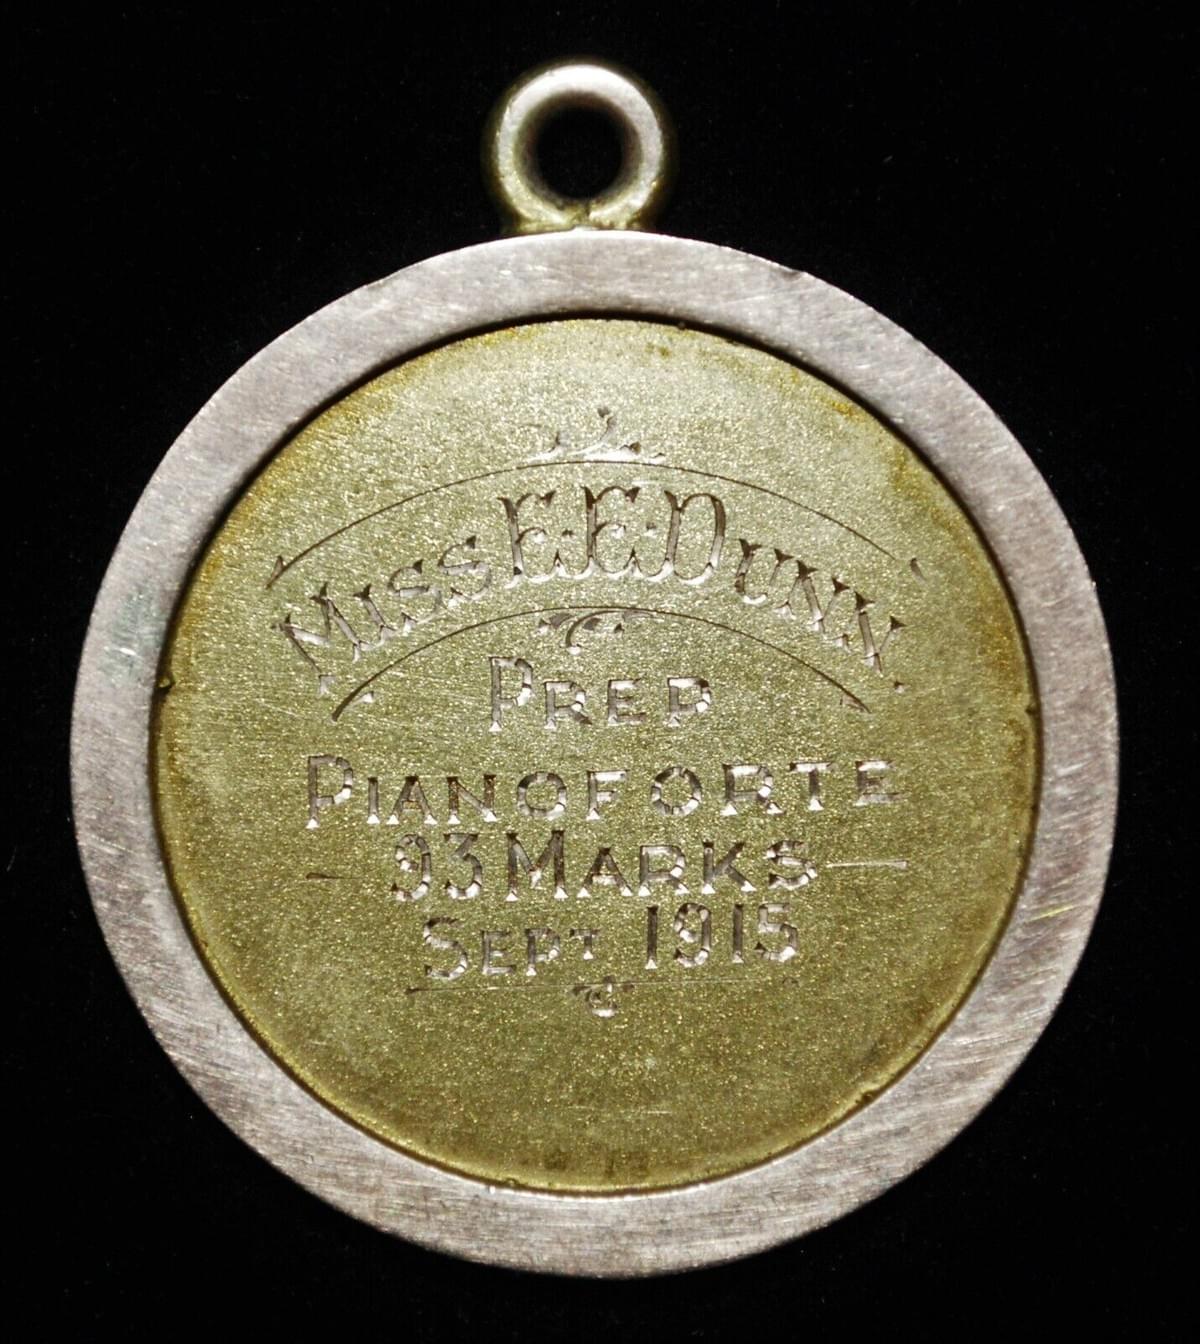 Miss E.E.Dunn
Prep
Pianoforte
93 Marks
Sept 1915